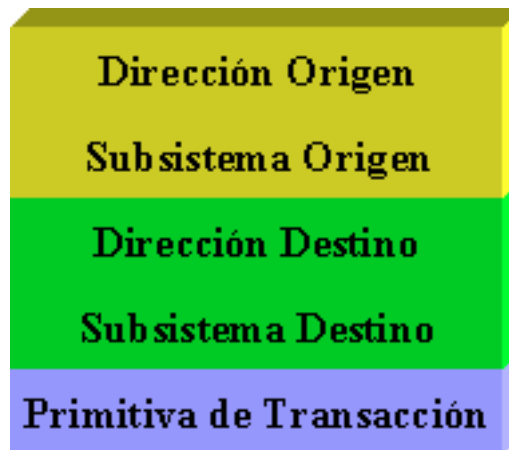 Dirección Origen
Subsistema Origen
Dirección Destino
Subsistema Destino
Primitiva de Transacción